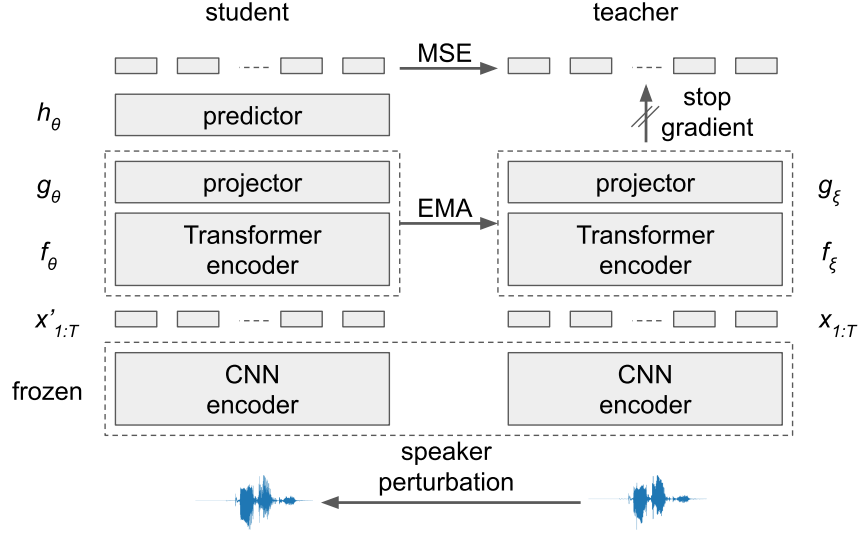 student
teacher
MSE
stop
gradient
hθ
predictor
gθ
projector
projector
gξ
EMA
fθ
Transformer
encoder
Transformer
encoder
fξ
x’1:T
x1:T
frozen
CNN
encoder
CNN
encoder
speaker
perturbation